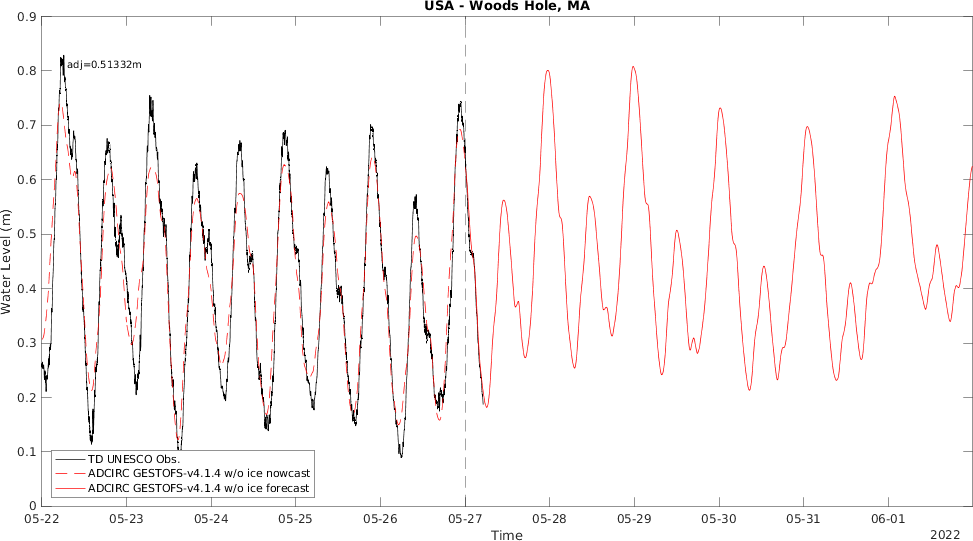 USA - Woods Hole, MA
adj=0.51332m
Water Level (m)
0.9
0.8
0.7
0.6
0.5
0.4
0.3
0.2
0.1
0
TD UNESCO Obs.
ADCIRC GESTOFS-v4.1.4 w/o ice nowcast
ADCIRC GESTOFS-v4.1.4 w/o ice forecast
05-22 05-23 05-24 05-25 05-26 05-27 05-28 05-29 05-30 05-31 06-01
Time
2022